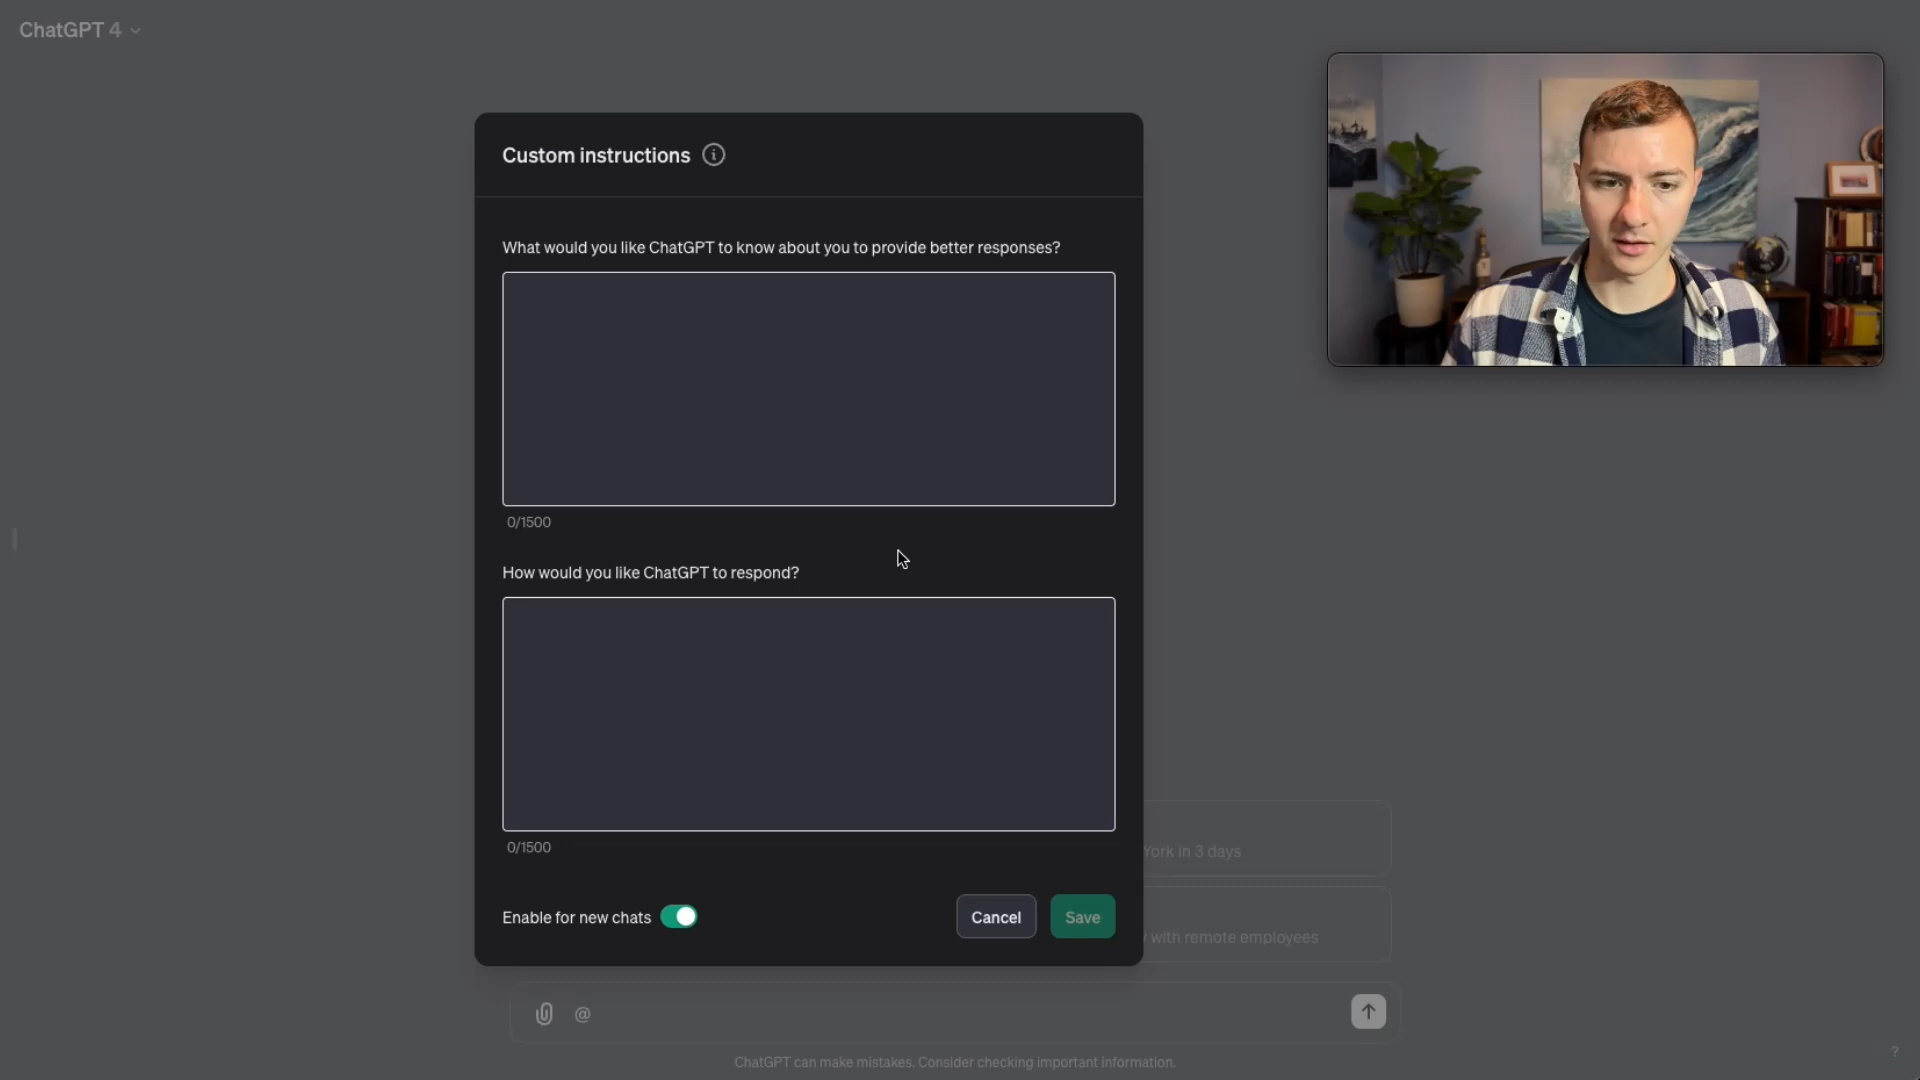 ChatGPT 4
Custom instructions
What would you like ChatGPT to know about you to provide better responses?
0/1500
How would you like ChatGPT to respond?
0/1500
York in 3 days
Enable for new chats
Cancel
Save
with remote employees
@
ChatGPT can make mistakes. Consider checking important information.
?